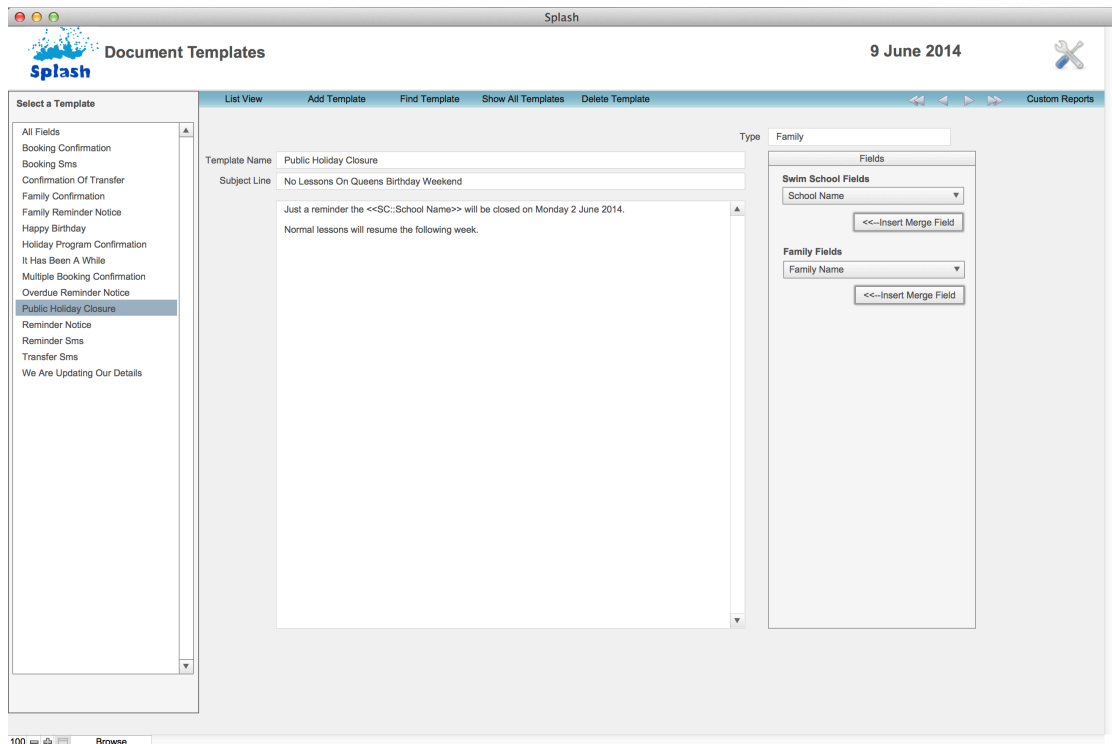 Splash
Splash
Document Templates
9 June 2014
Select a Template
List View Add Template Find Template Show All Templates Delete Template Custom Reports
All Fields
Booking Confirmation
Booking Sms
Confirmation Of Transfer
Family Confirmation
Family Reminder Notice
Happy Birthday
Holiday Program Confirmation
It Has Been A While
Multiple Booking Confirmation
Overdue Reminder Notice
Public Holiday Closure
Reminder Notice
Reminder Sms
Transfer Sms
We Are Updating Our Details
Type Family
Template Name Public Holiday Closure
Subject Line No Lessons On Queens Birthday Weekend
Just a reminder the <<SC::School Name>> will be closed on Monday 2 June 2014.
Normal lessons will resume the following week.
Fields
Swim School Fields
School Name
<<--Insert Merge Field
Family Fields
Family Name
<<--Insert Merge Field
100 Browse